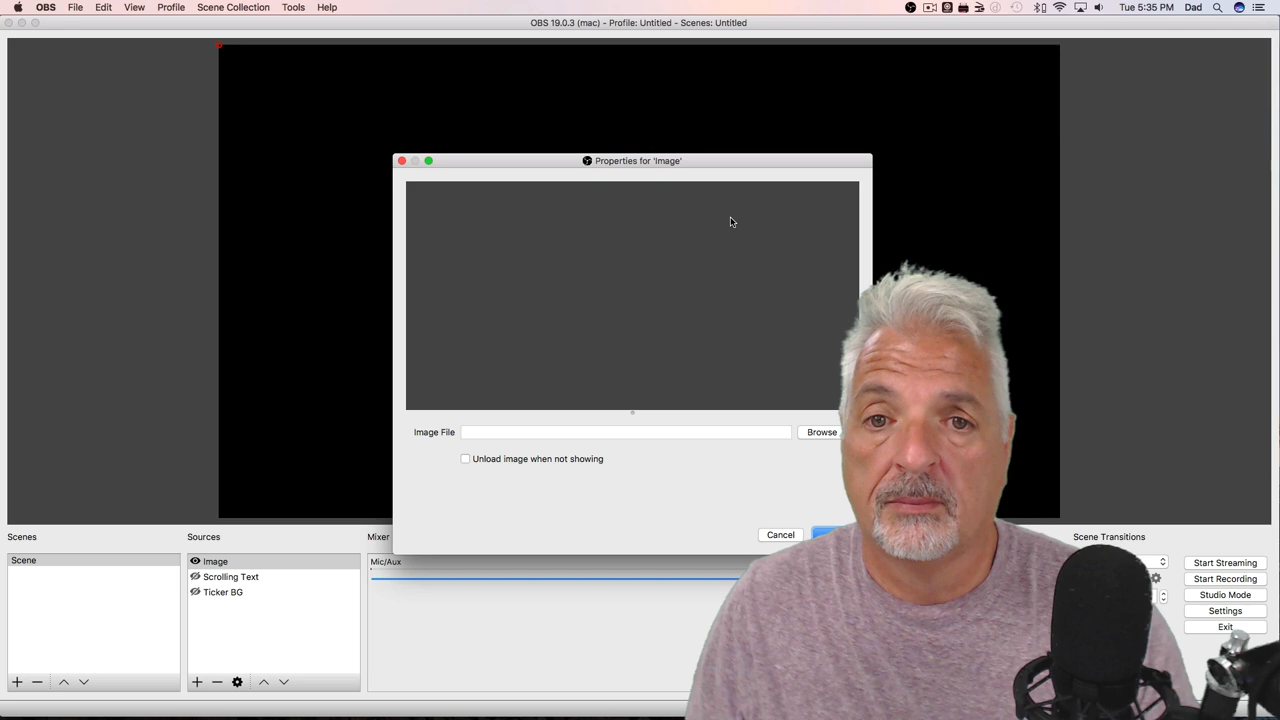 OBS File Edit View Profile Scene Collection Tools Help Tue 5:35 PM Dad
OBS 19.0.3 (mac) - Profile: Untitled - Scenes: Untitled
Properties for 'Image'
Image File
Browse
Unload image when not showing
Cancel
Scenes
Sources
Mixer
Scene Transitions
Scene
Image
Scrolling Text
Ticker BG
Mic/Aux
Start Streaming
Start Recording
Studio Mode
Settings
Exit